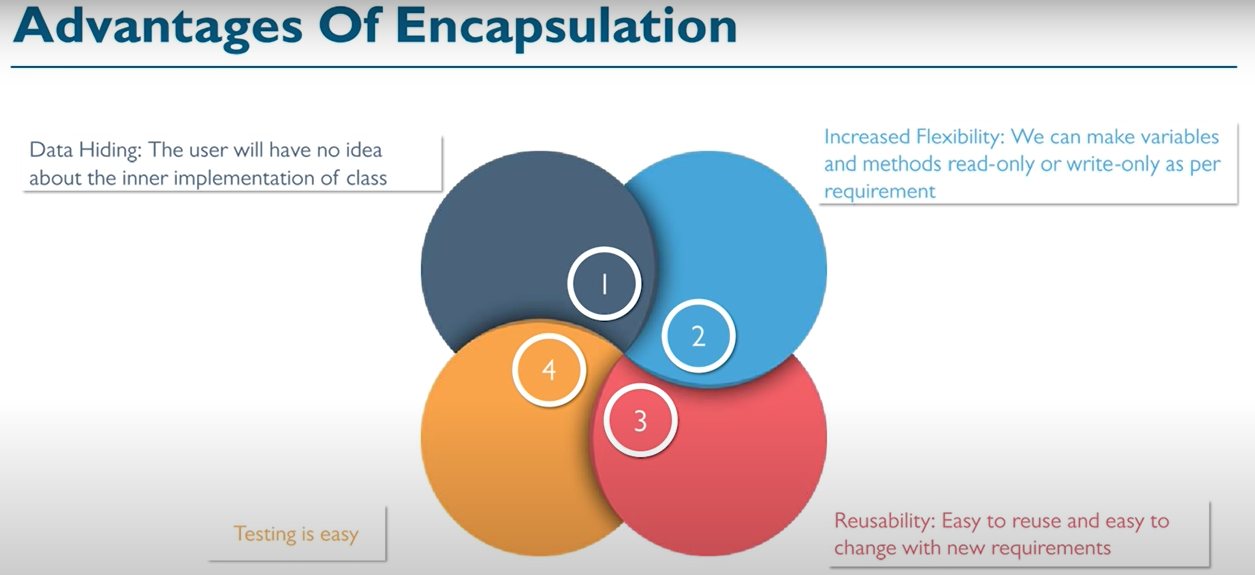 Advantages Of Encapsulation
Data Hiding: The user will have no idea
about the inner implementation of class
Increased Flexibility: We can make variables
and methods read-only or write-only as per
requirement
1
2
4
3
Testing is easy
Reusability: Easy to reuse and easy to
change with new requirements